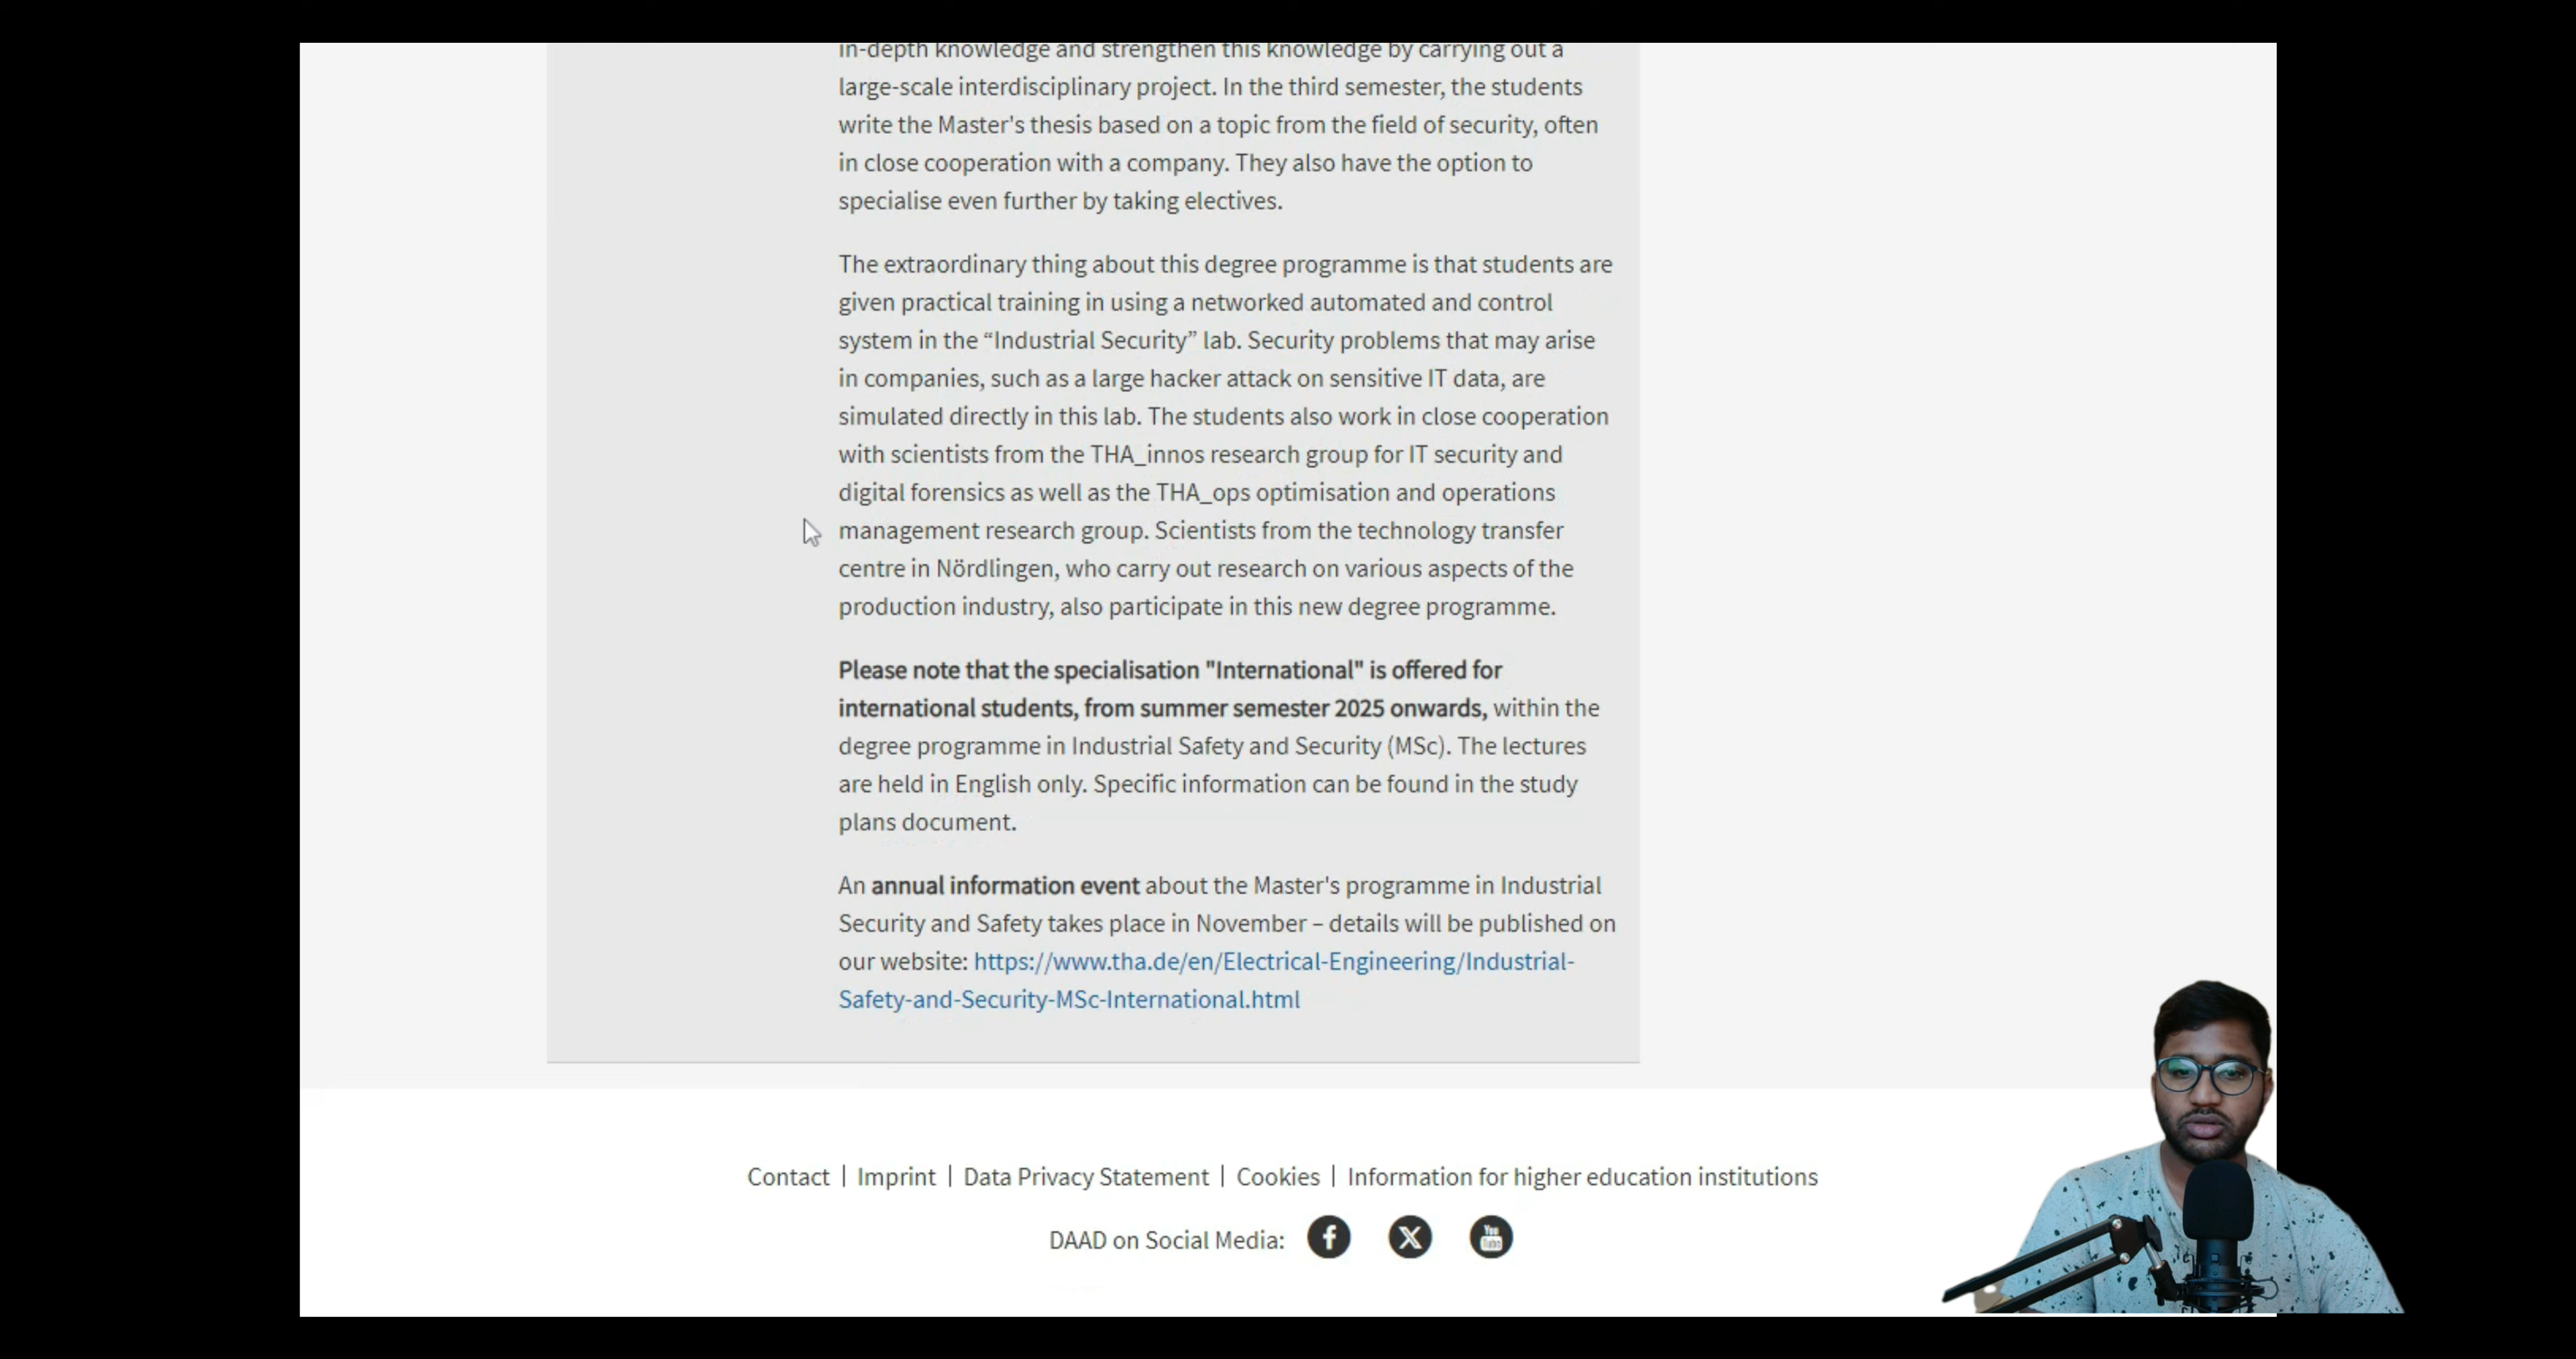 in-depth knowledge and strengthen this knowledge by carrying out a
large-scale interdisciplinary project. In the third semester, the students
write the Master's thesis based on a topic from the field of security, often
in close cooperation with a company. They also have the option to
specialise even further by taking electives.
The extraordinary thing about this degree programme is that students are
given practical training in using a networked automated and control
system in the “Industrial Security” lab. Security problems that may arise
in companies, such as a large hacker attack on sensitive IT data, are
simulated directly in this lab. The students also work in close cooperation
with scientists from the THA_innos research group for IT security and
digital forensics as well as the THA_ops optimisation and operations
management research group. Scientists from the technology transfer
centre in Nördlingen, who carry out research on various aspects of the
production industry, also participate in this new degree programme.
Please note that the specialisation "International" is offered for
international students, from summer semester 2025 onwards, within the
degree programme in Industrial Safety and Security (MSc). The lectures
are held in English only. Specific information can be found in the study
plans document.
An annual information event about the Master's programme in Industrial
Security and Safety takes place in November – details will be published on
our website: https://www.tha.de/en/Electrical-Engineering/Industrial-
Safety-and-Security-MSc-International.html
Contact | Imprint | Data Privacy Statement | Cookies | Information for higher education institutions
DAAD on Social Media: f X You Tube